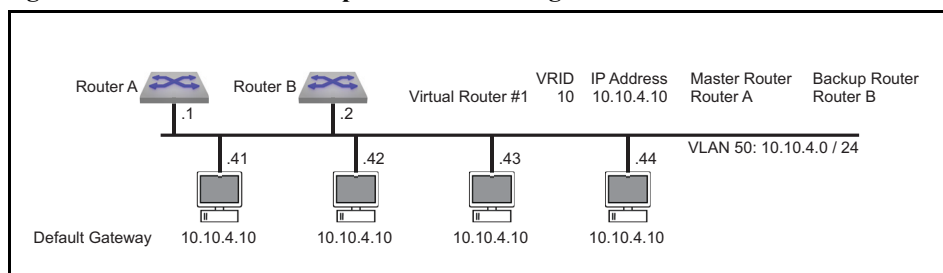 Router A
Router B
Virtual Router #1
VRID
10
IP Address
10.10.4.10
Master Router
Router A
Backup Router
Router B
.1
.2
VLAN 50: 10.10.4.0 / 24
.41
.42
.43
.44
Default Gateway
10.10.4.10
10.10.4.10
10.10.4.10
10.10.4.10